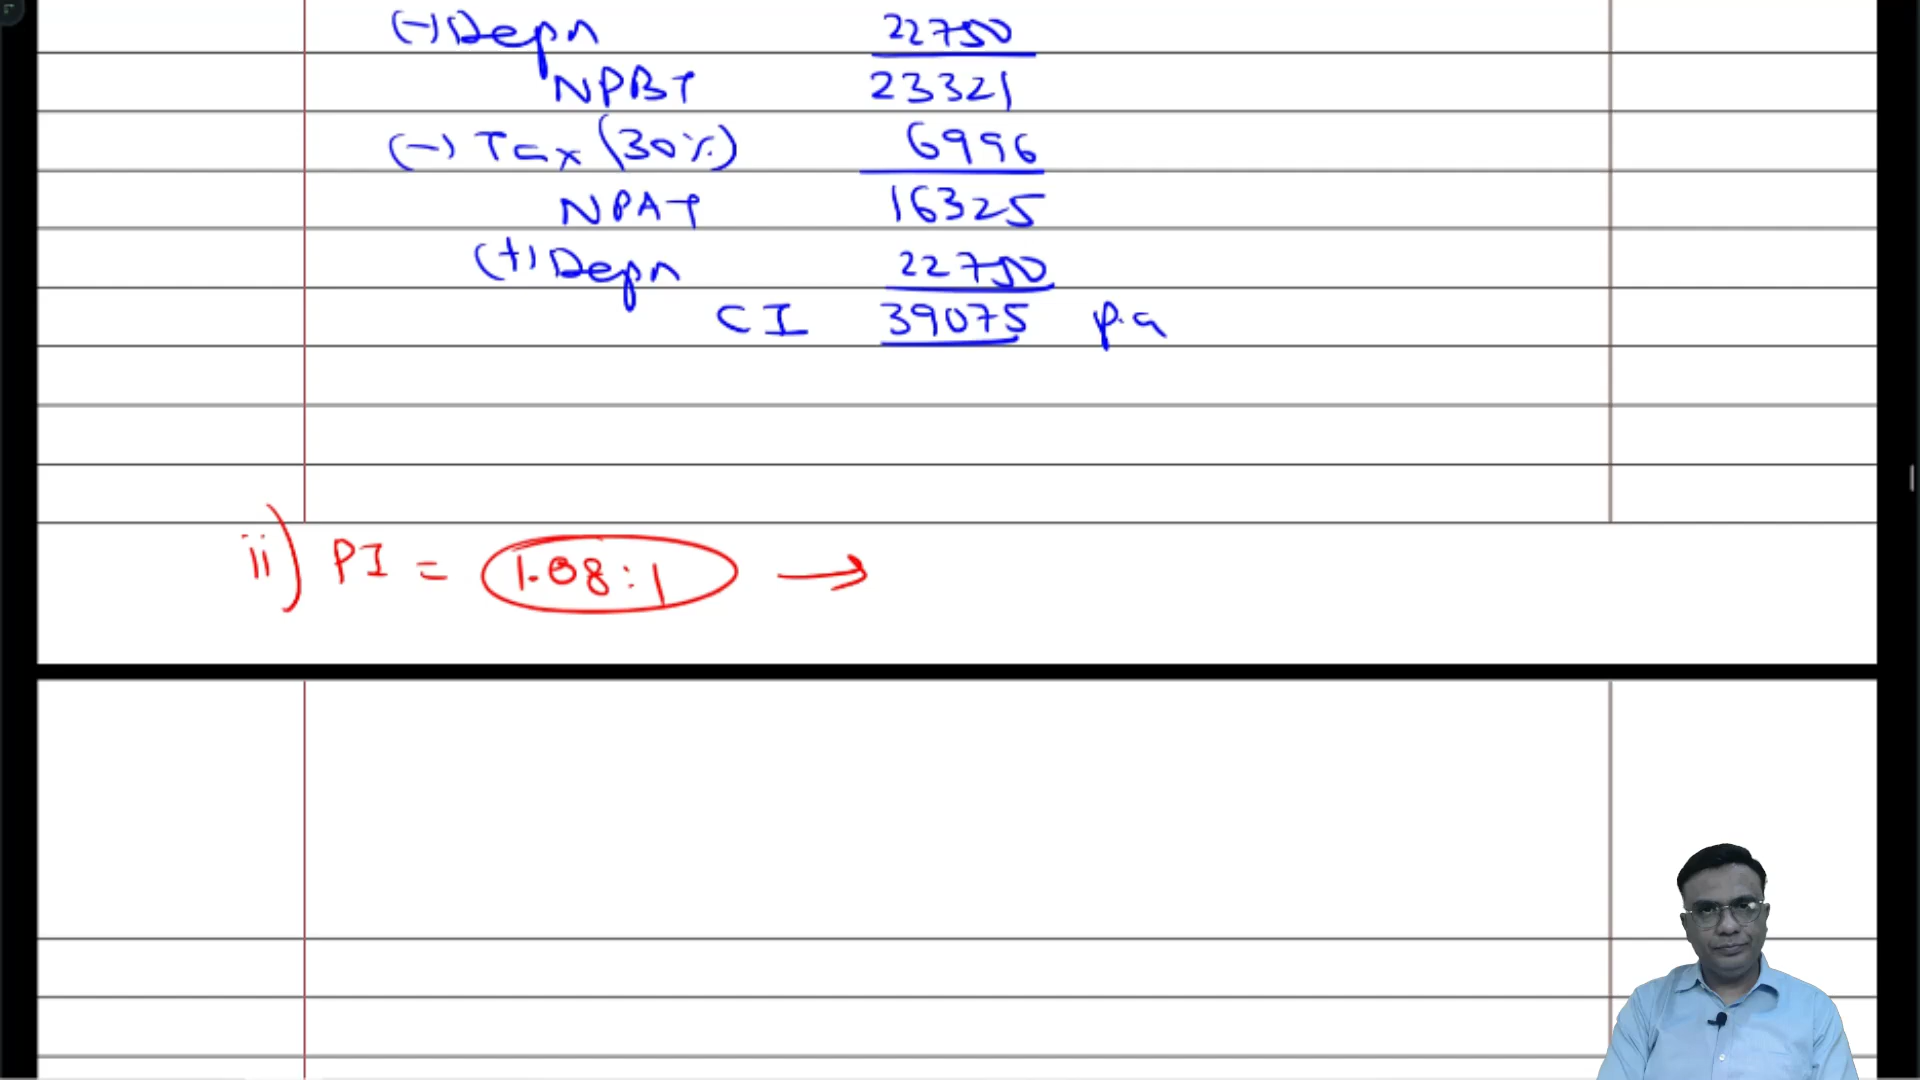 (-) Depn 22750
NPBT 23321
(-) Tax (30%) 6996
NPAT 16325
(+) Depn 22750
CI 39075 p.a
ii) PI = 1.08:1 →